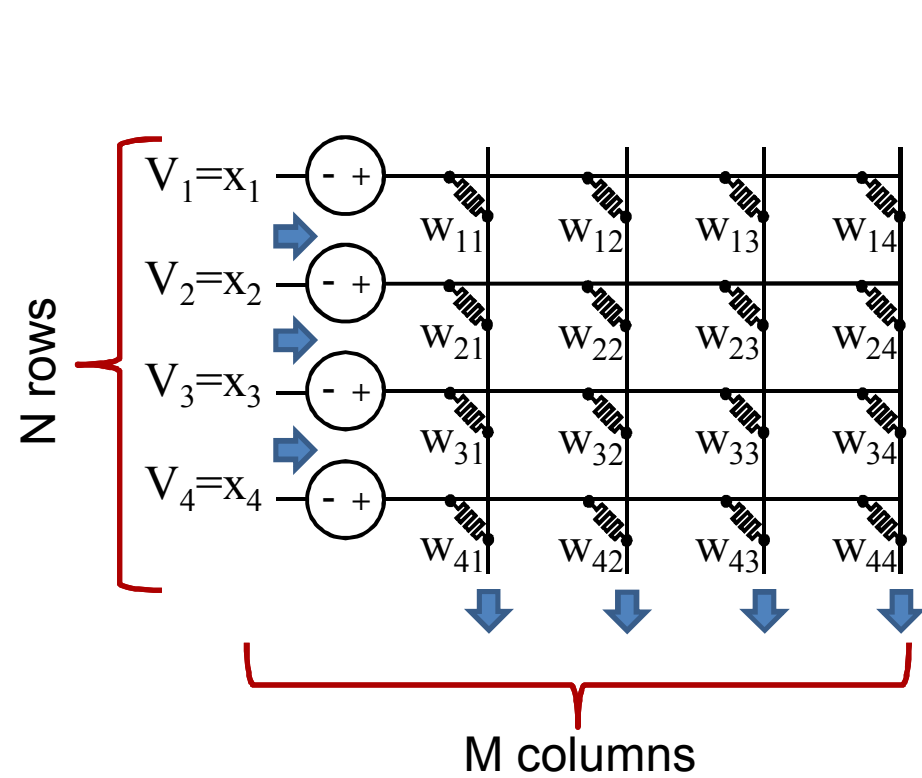 V₁=x₁ - +
w₁₁ w₁₂ w₁₃ w₁₄
V₂=x₂ - +
w₂₁ w₂₂ w₂₃ w₂₄
N rows
V₃=x₃ - +
w₃₁ w₃₂ w₃₃ w₃₄
V₄=x₄ - +
w₄₁ w₄₂ w₄₃ w₄₄
M columns